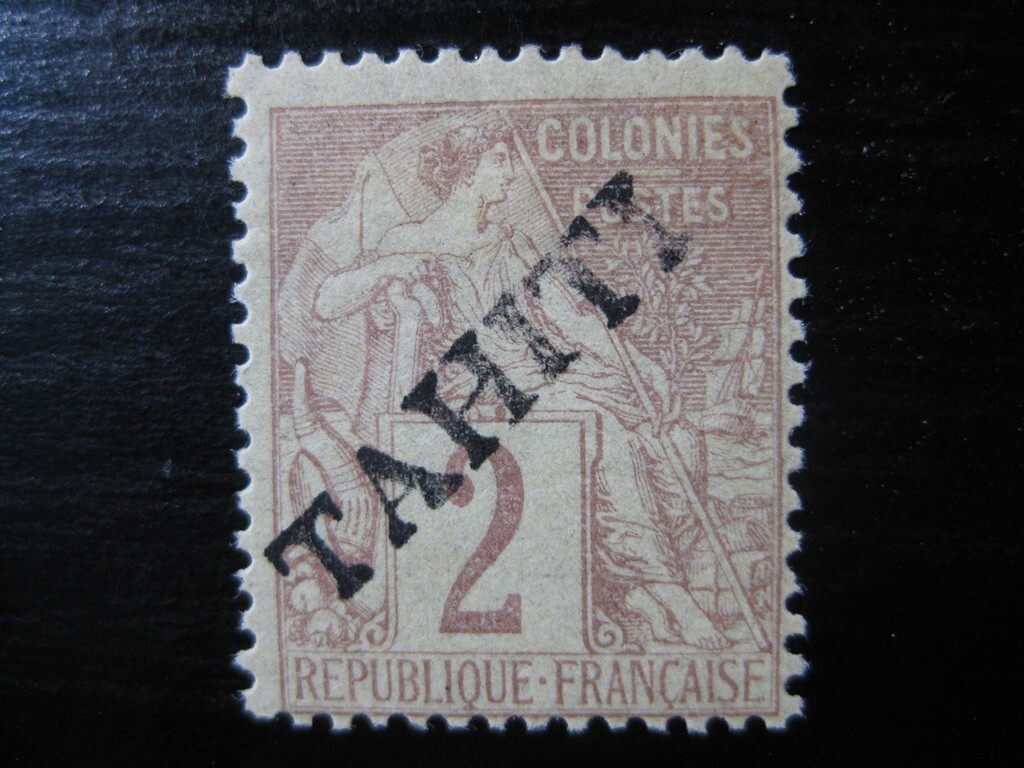 COLONIES
POSTES
TAHITI
2
REPUBLIQUE·FRANÇAISE